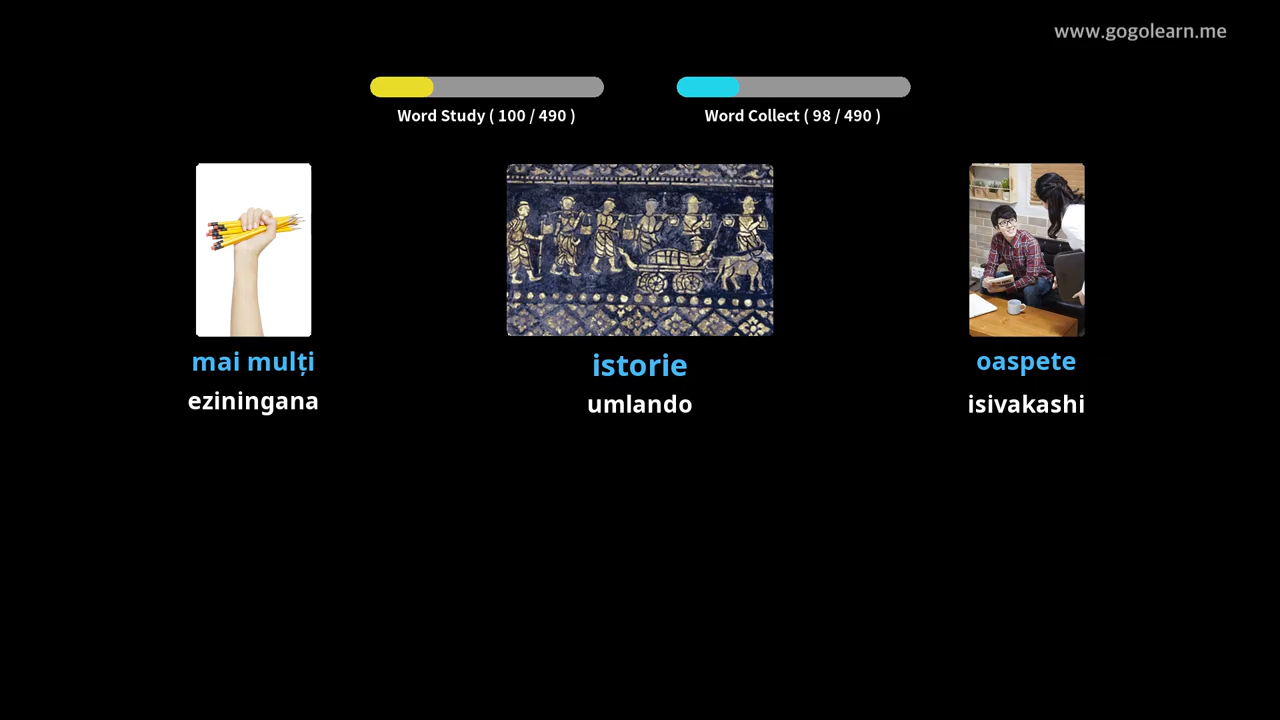 www.gogolearn.me
Word Study ( 100 / 490 )
Word Collect ( 98 / 490 )
mai mulți
eziningana
istorie
umlando
oaspete
isivakashi